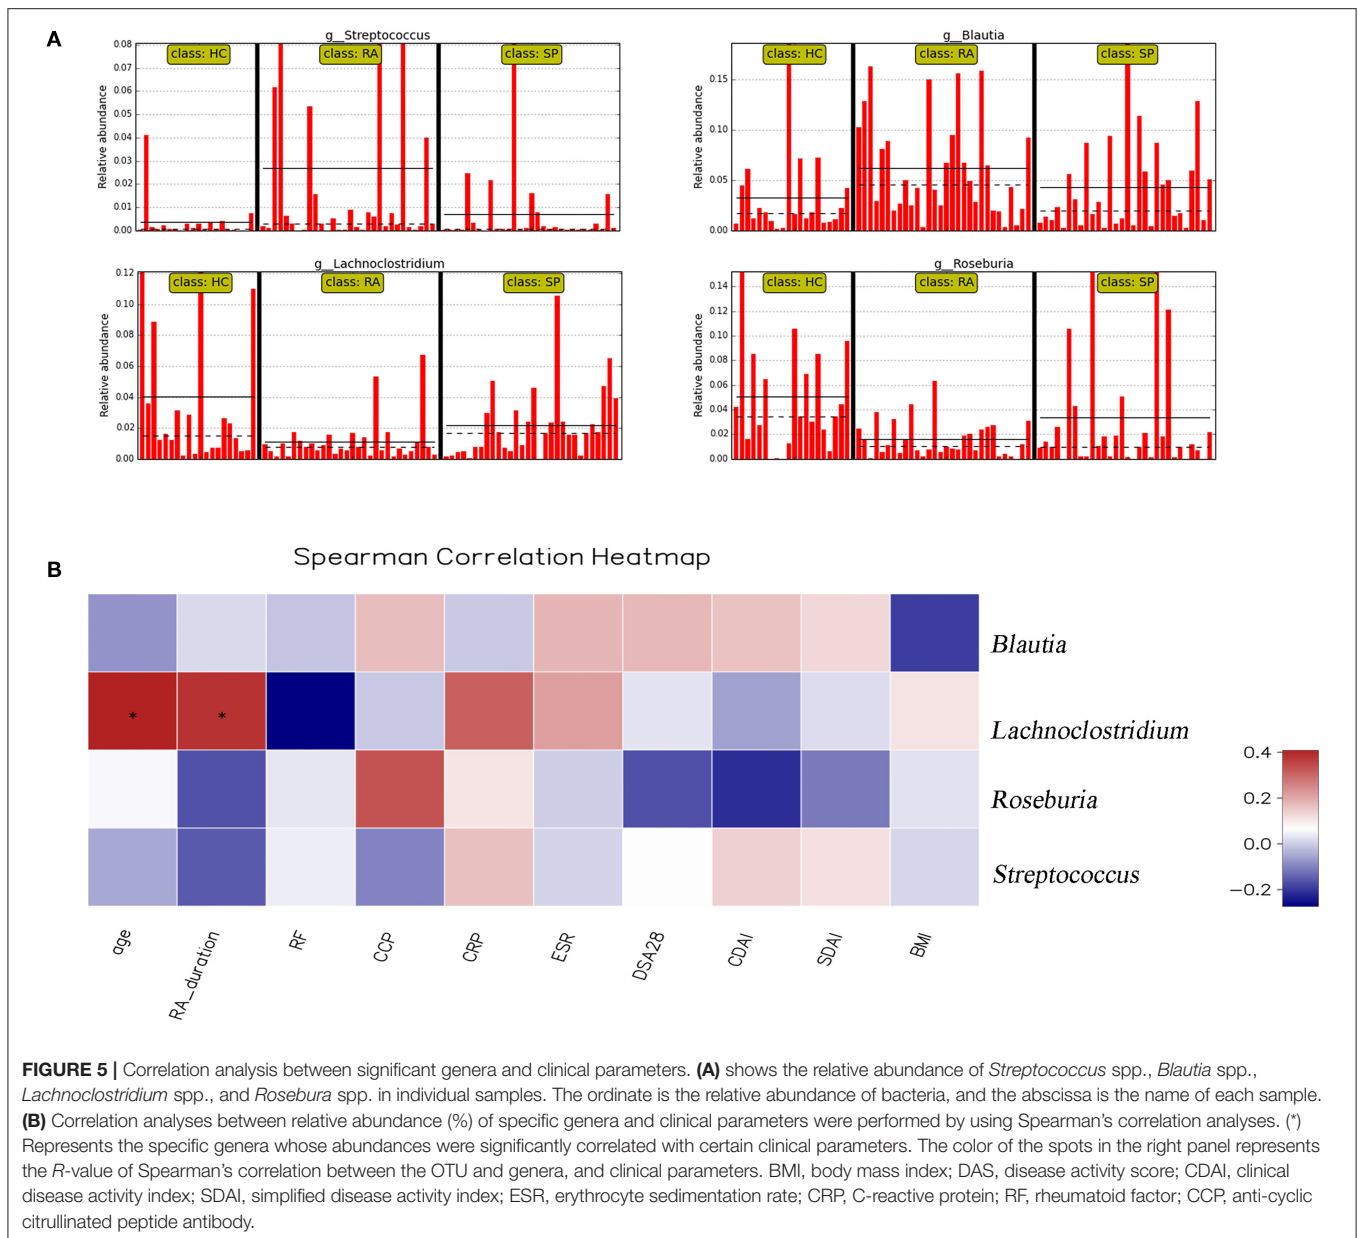 A
g__Streptococcus
class: HC
class: RA
class: SP
Relative abundance
0.08
0.07
0.06
0.05
0.04
0.03
0.02
0.01
0.00
g__Blautia
class: HC
class: RA
class: SP
Relative abundance
0.15
0.10
0.05
0.00
g__Lachnoclostridium
class: HC
class: RA
class: SP
Relative abundance
0.12
0.10
0.08
0.06
0.04
0.02
0.00
g__Roseburia
class: HC
class: RA
class: SP
Relative abundance
0.14
0.12
0.10
0.08
0.06
0.04
0.02
0.00
B
Spearman Correlation Heatmap
Blautia
Lachnoclostridium
Roseburia
Streptococcus
* *
0.4
0.2
0.0
−0.2
age
RA_duration
RF
CCP
CRP
ESR
DSA28
CDAI
SDAI
BMI
FIGURE 5 | Correlation analysis between significant genera and clinical parameters. (A) shows the relative abundance of Streptococcus spp., Blautia spp.,
Lachnoclostridium spp., and Rosebura spp. in individual samples. The ordinate is the relative abundance of bacteria, and the abscissa is the name of each sample.
(B) Correlation analyses between relative abundance (%) of specific genera and clinical parameters were performed by using Spearman's correlation analyses. (*)
Represents the specific genera whose abundances were significantly correlated with certain clinical parameters. The color of the spots in the right panel represents
the R-value of Spearman's correlation between the OTU and genera, and clinical parameters. BMI, body mass index; DAS, disease activity score; CDAI, clinical
disease activity index; SDAI, simplified disease activity index; ESR, erythrocyte sedimentation rate; CRP, C-reactive protein; RF, rheumatoid factor; CCP, anti-cyclic
citrullinated peptide antibody.